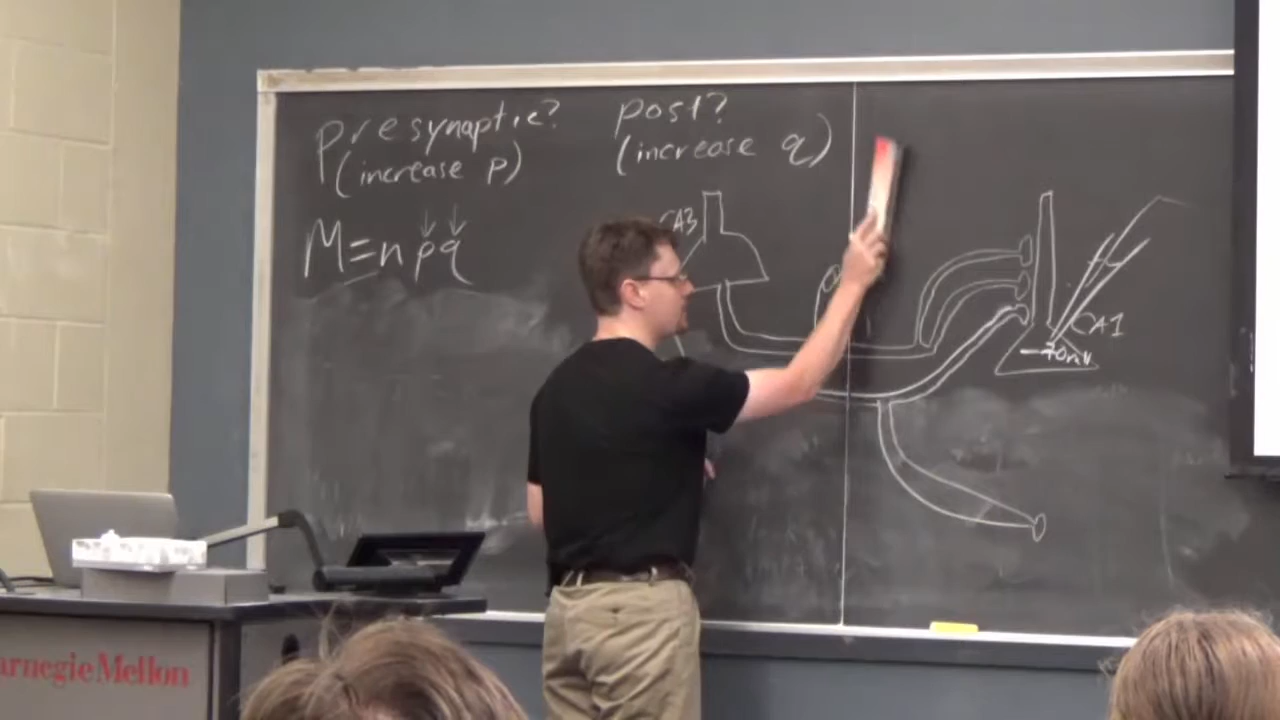 presynaptic?
(increase p)
post?
(increase q)
M=npq
CA3
CA1
-70mV
arnegie Mellon